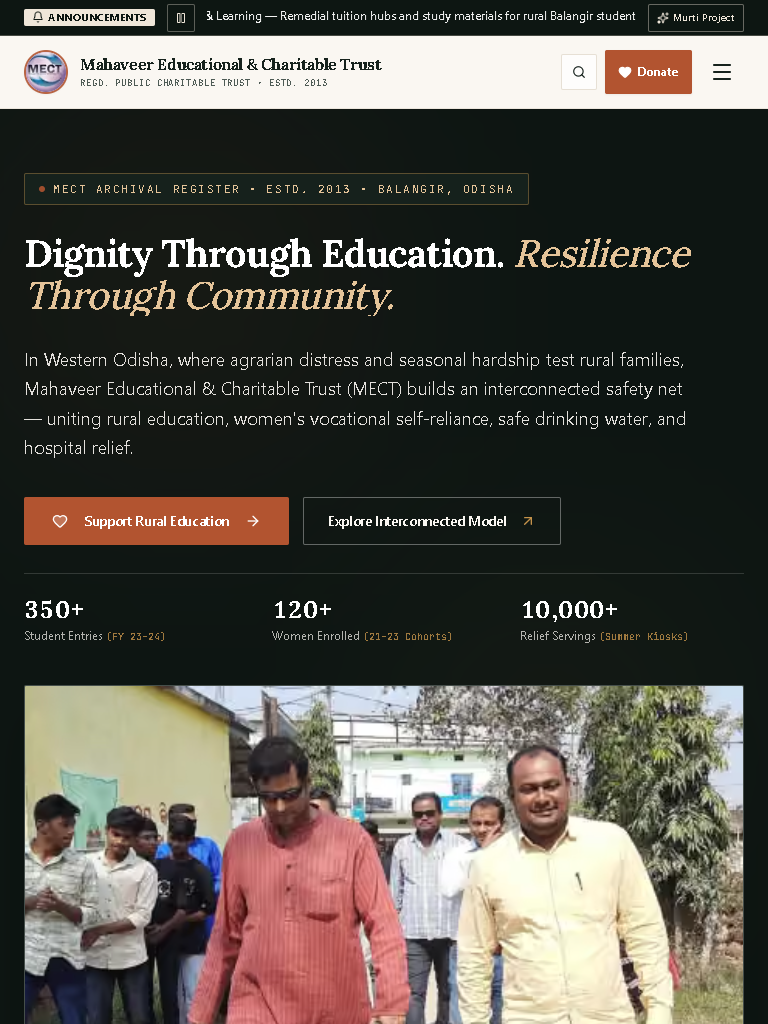 ANNOUNCEMENTS
& Learning — Remedial tuition hubs and study materials for rural Balangir student
Murti Project
MECT
Mahaveer Educational & Charitable Trust
REGD. PUBLIC CHARITABLE TRUST • ESTD. 2013
Donate
MECT ARCHIVAL REGISTER • ESTD. 2013 • BALANGIR, ODISHA
Dignity Through Education. Resilience
Through Community.
In Western Odisha, where agrarian distress and seasonal hardship test rural families,
Mahaveer Educational & Charitable Trust (MECT) builds an interconnected safety net
— uniting rural education, women's vocational self-reliance, safe drinking water, and
hospital relief.
Support Rural Education
Explore Interconnected Model
350+
Student Entries (FY 23–24)
120+
Women Enrolled (21–23 Cohorts)
10,000+
Relief Servings (Summer Kiosks)